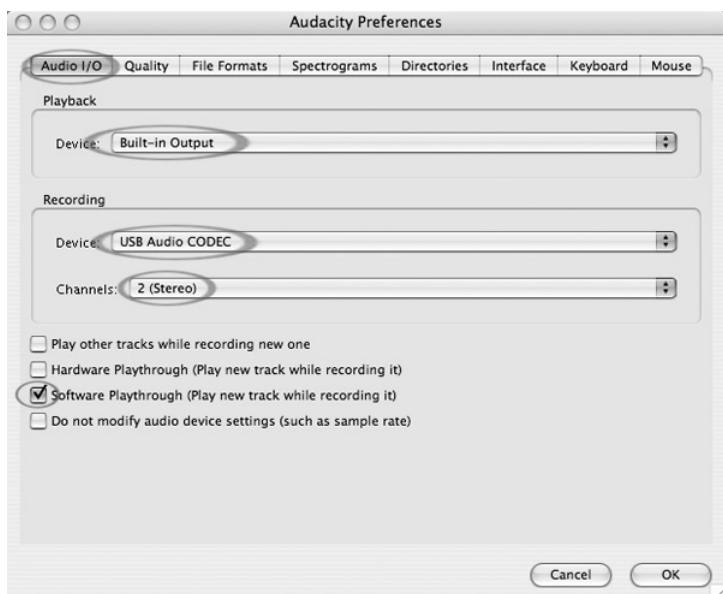 Audacity Preferences
Audio I/O Quality File Formats Spectrograms Directories Interface Keyboard Mouse
Playback
Device: Built-in Output
Recording
Device: USB Audio CODEC
Channels: 2 (Stereo)
Play other tracks while recording new one
Hardware Playthrough (Play new track while recording it)
Software Playthrough (Play new track while recording it)
Do not modify audio device settings (such as sample rate)
Cancel OK